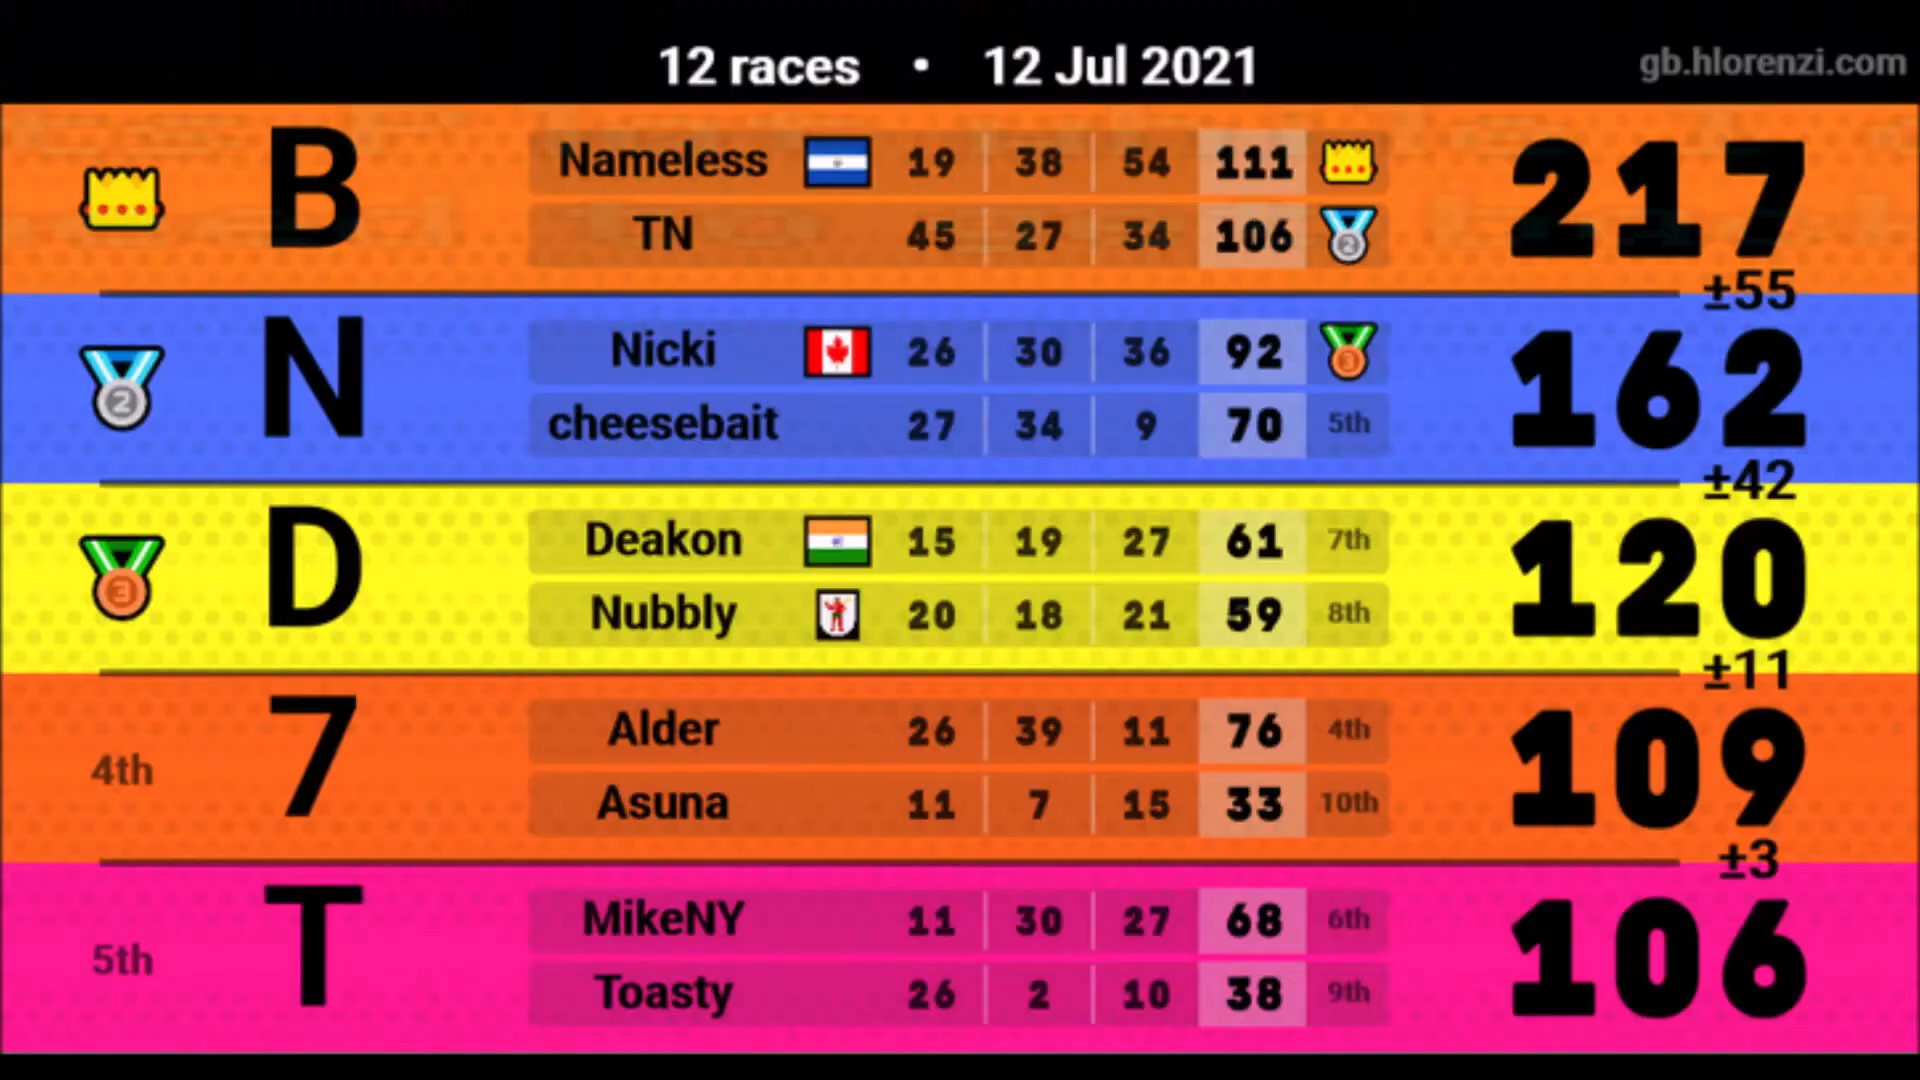 12 races • 12 Jul 2021
gb.hlorenzi.com
B
Nameless 19 38 54 111
TN 45 27 34 106 2
217
±55
2
N
Nicki 26 30 36 92 3
cheesebait 27 34 9 70 5th
162
±42
3
D
Deakon 15 19 27 61 7th
Nubbly 20 18 21 59 8th
120
±11
4th
7
Alder 26 39 11 76 4th
Asuna 11 7 15 33 10th
109
±3
5th
T
MikeNY 11 30 27 68 6th
Toasty 26 2 10 38 9th
106